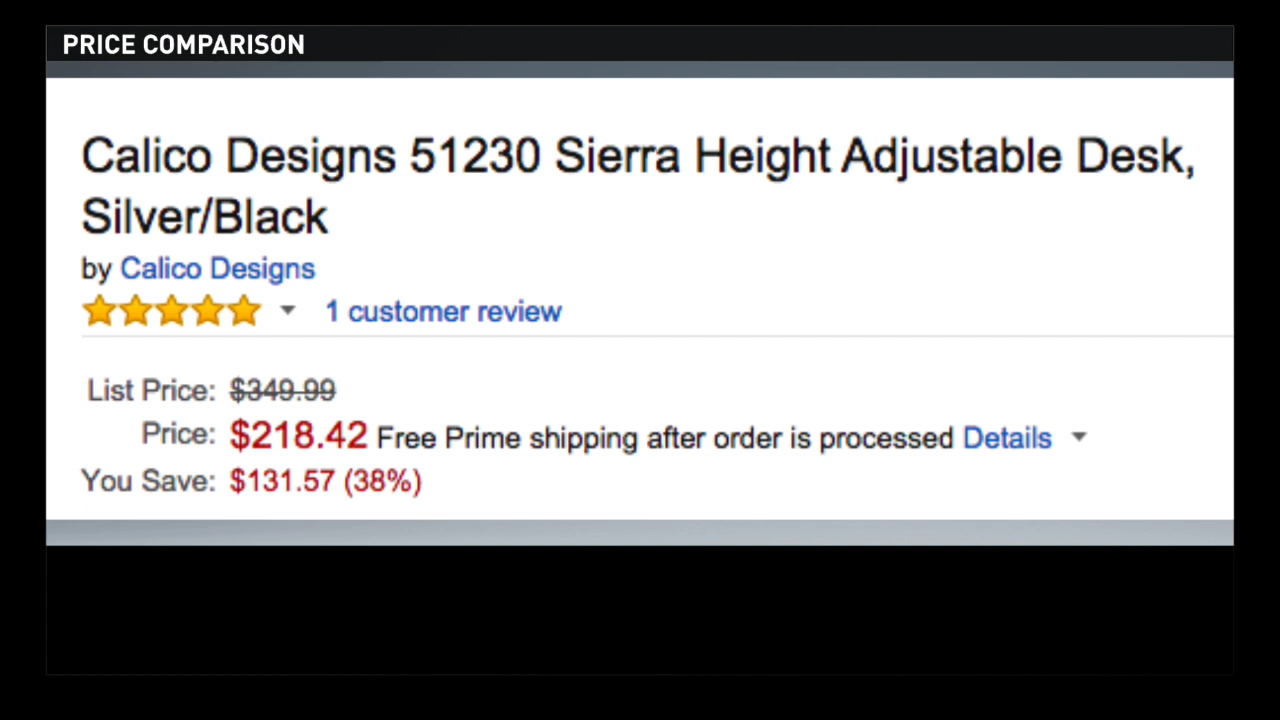 PRICE COMPARISON
Calico Designs 51230 Sierra Height Adjustable Desk,
Silver/Black
by Calico Designs
1 customer review
List Price: $349.99
Price: $218.42 Free Prime shipping after order is processed Details
You Save: $131.57 (38%)